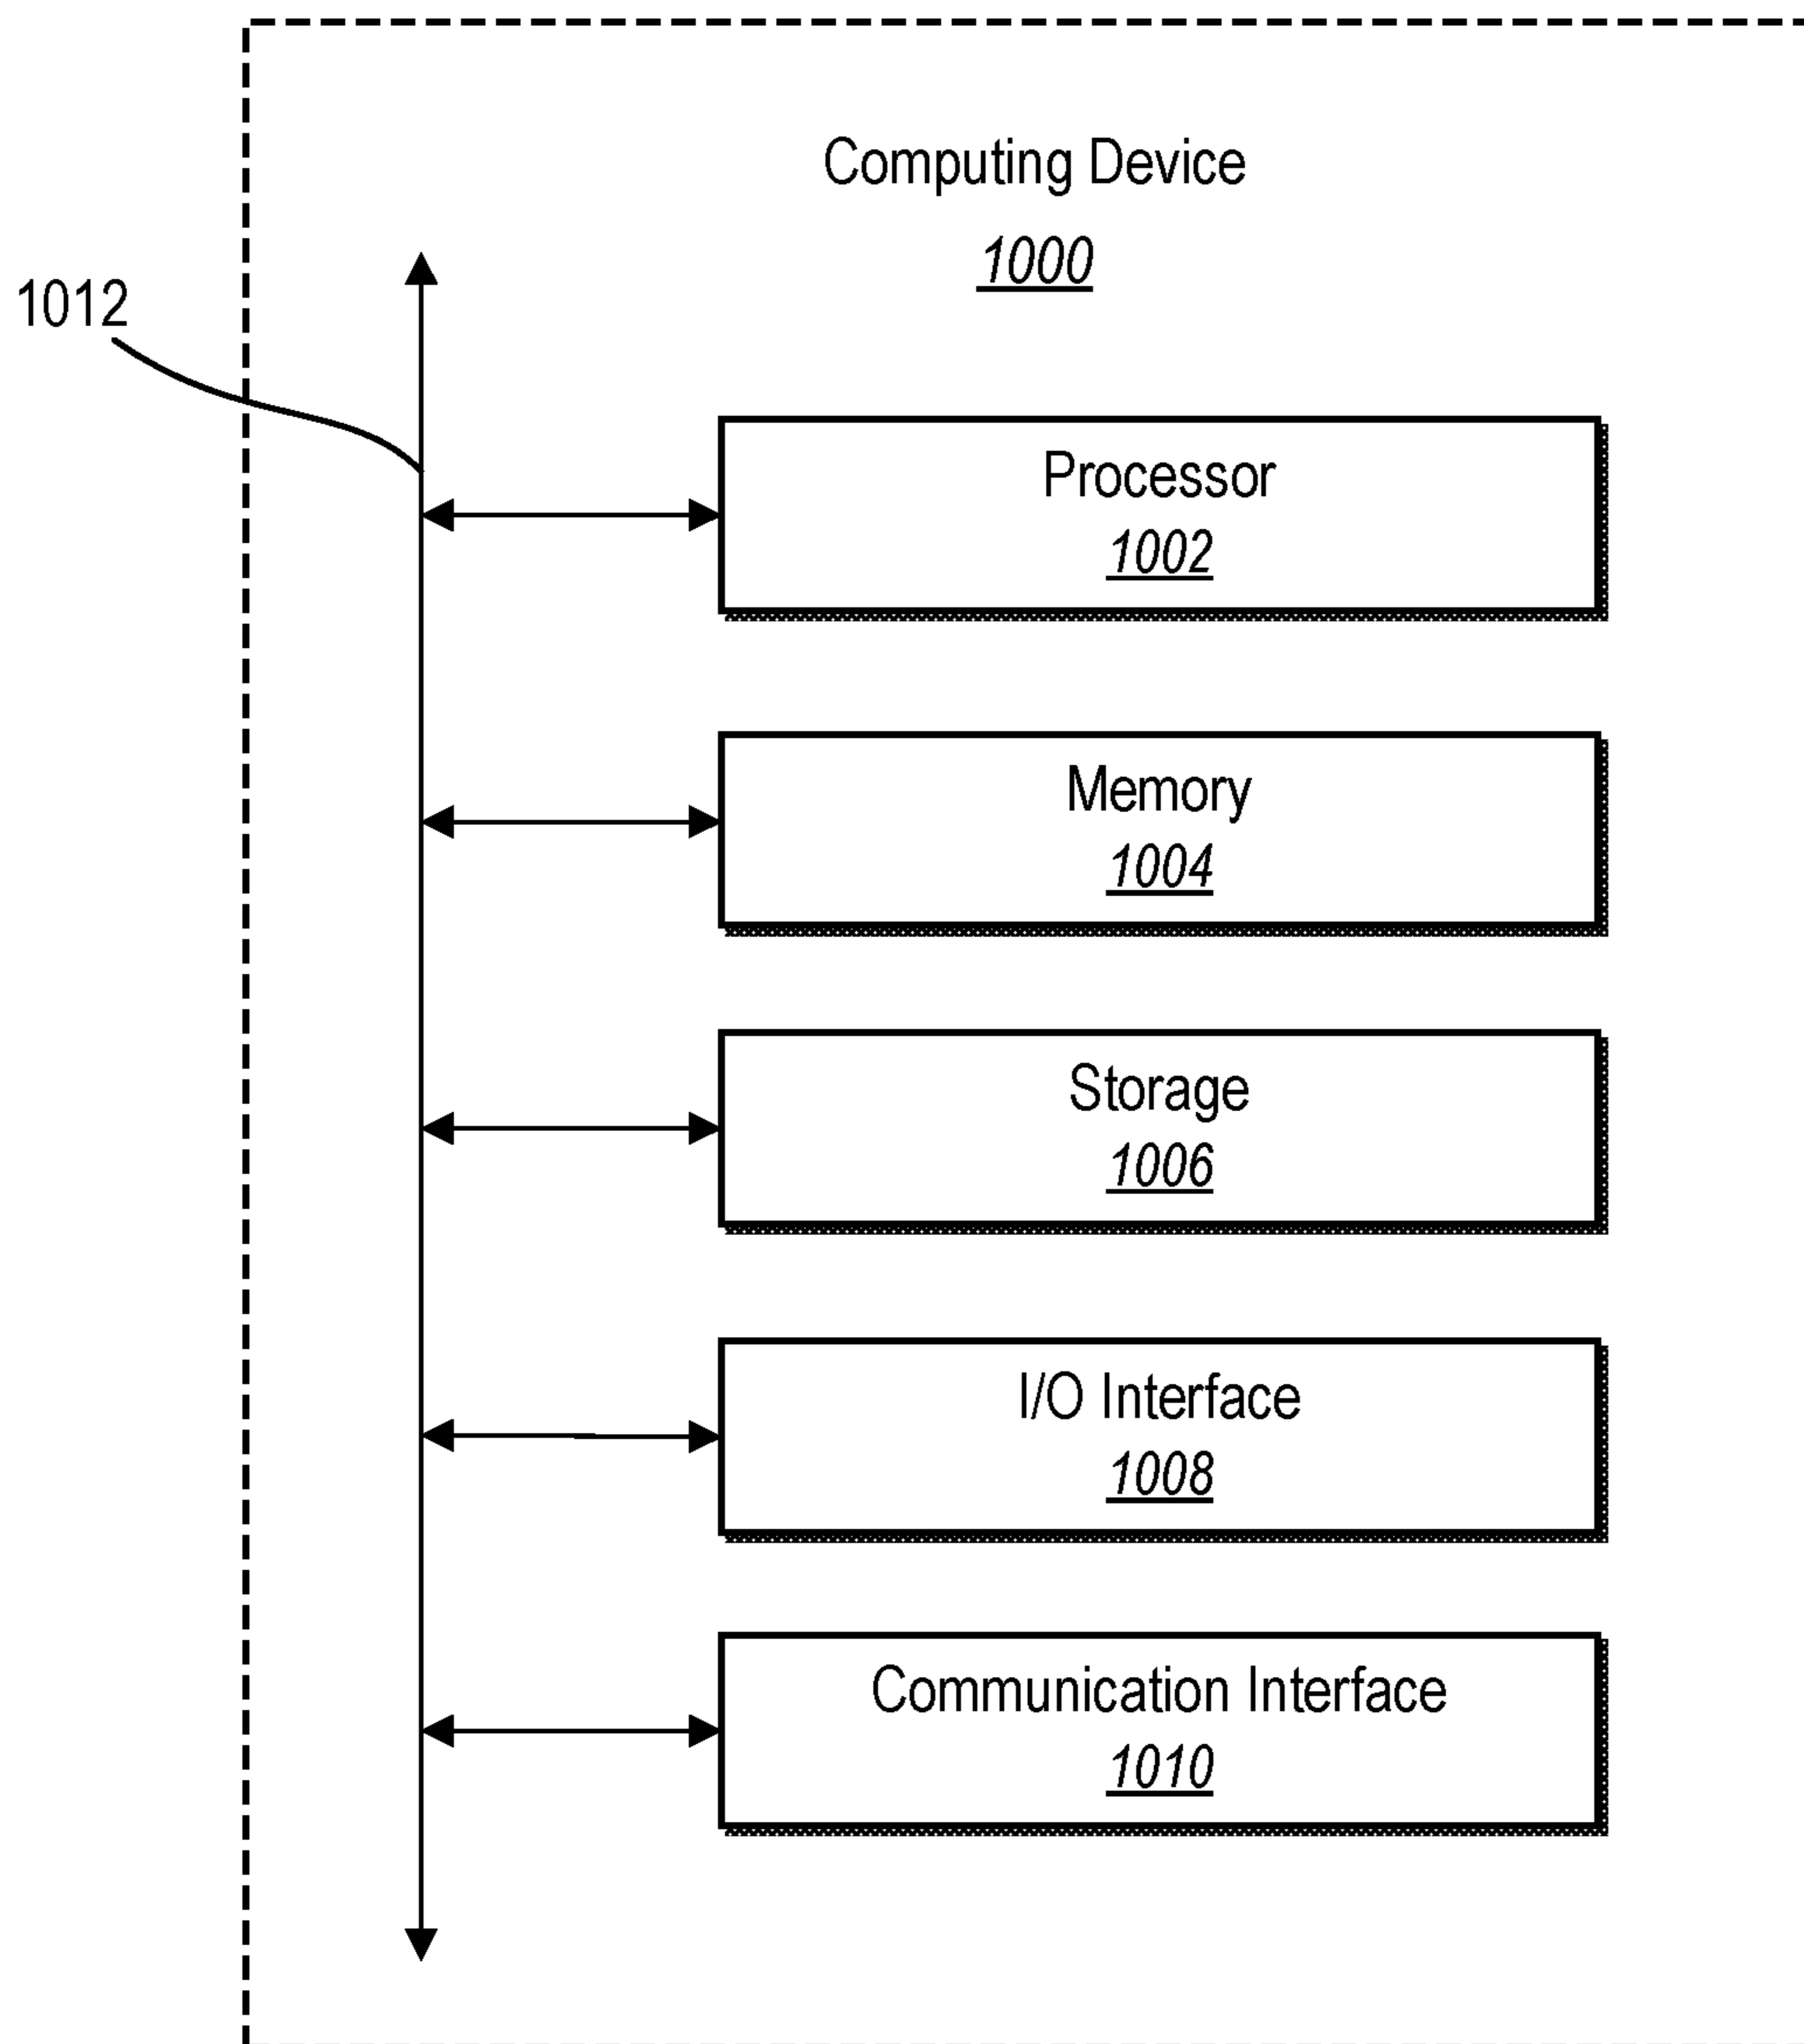 Computing Device
1000
1012
Processor
1002
Memory
1004
Storage
1006
I/O Interface
1008
Communication Interface
1010